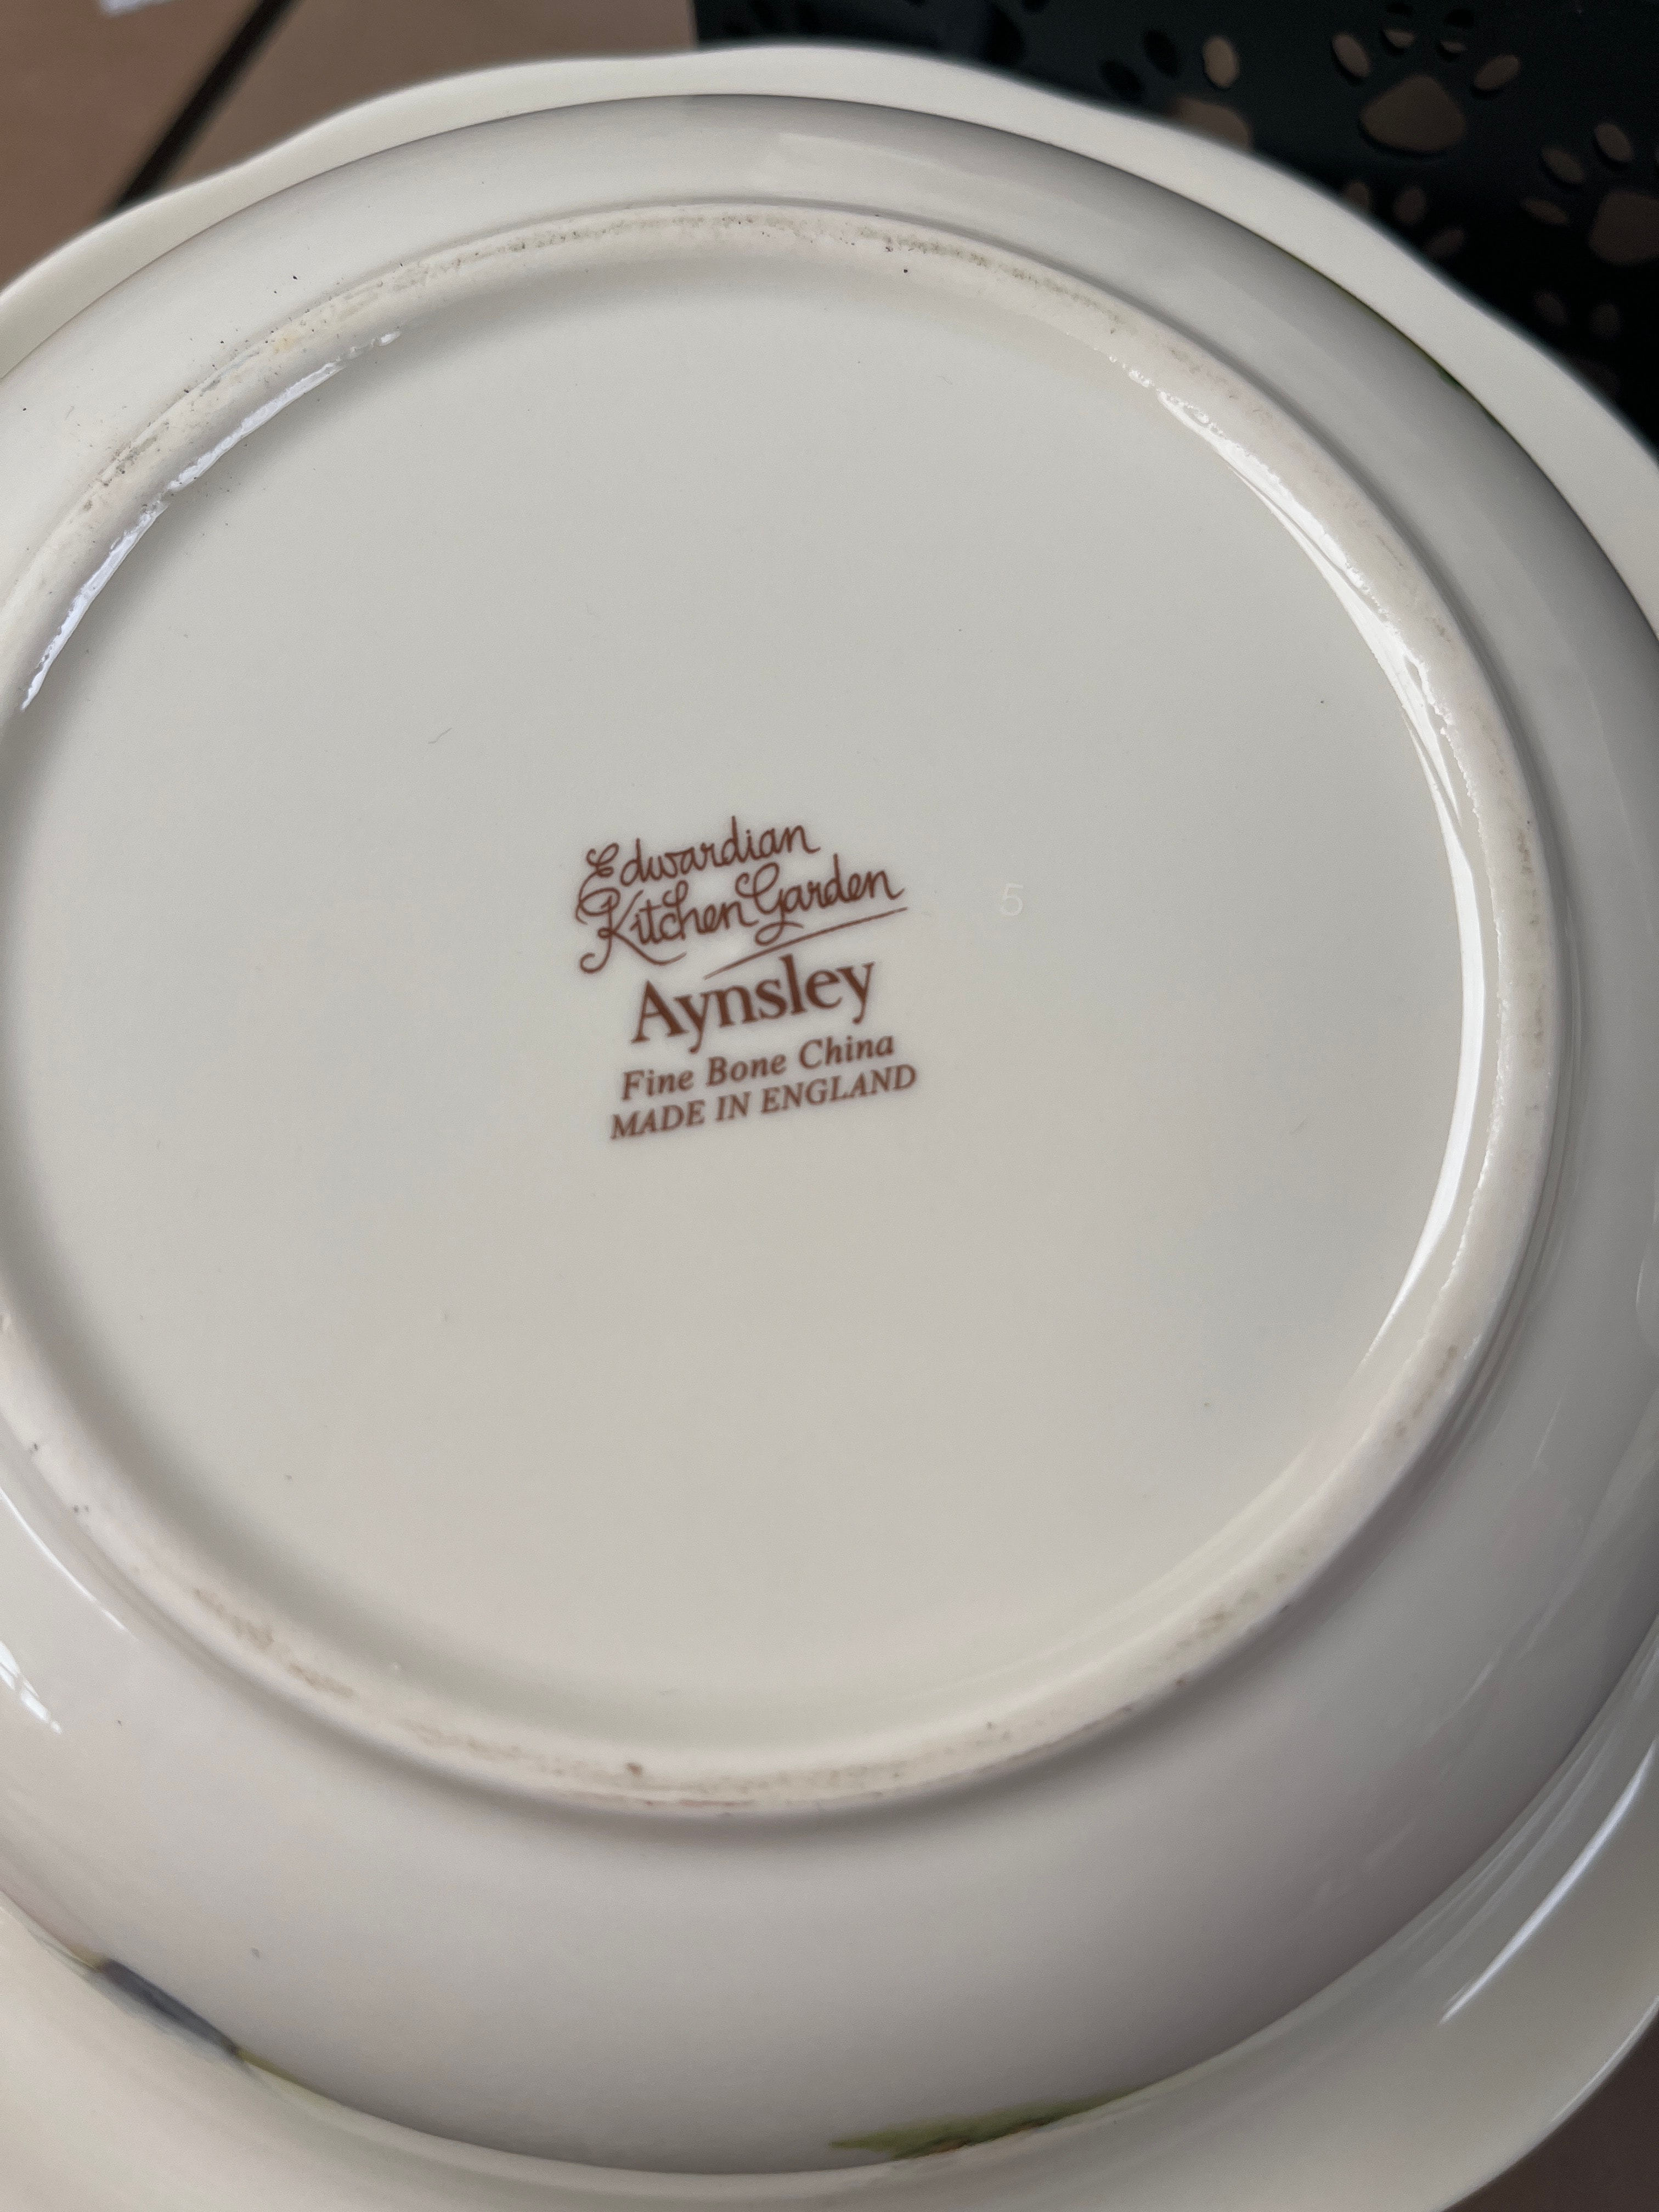 Edwardian
Kitchen Garden
Aynsley
Fine Bone China
MADE IN ENGLAND
5